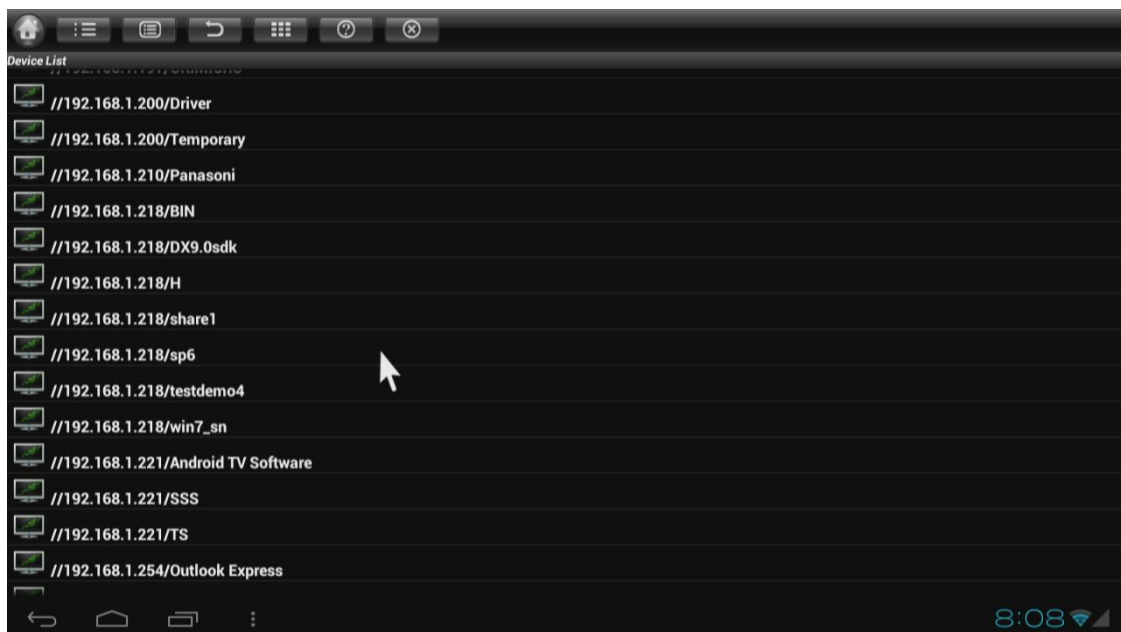 Device List
//192.168.1.200/Driver
//192.168.1.200/Temporary
//192.168.1.210/Panasoni
//192.168.1.218/BIN
//192.168.1.218/DX9.0sdk
//192.168.1.218/H
//192.168.1.218/share1
//192.168.1.218/sp6
//192.168.1.218/testdemo4
//192.168.1.218/win7_sn
//192.168.1.221/Android TV Software
//192.168.1.221/SSS
//192.168.1.221/TS
//192.168.1.254/Outlook Express
8:08